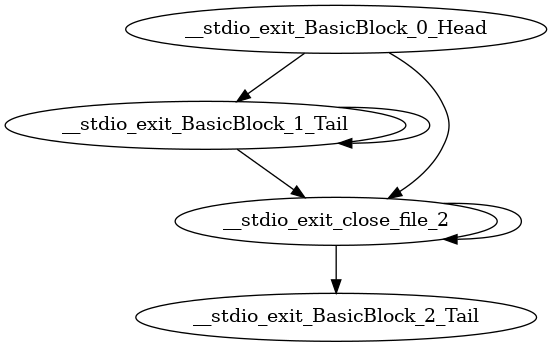 __stdio_exit_BasicBlock_0_Head
__stdio_exit_BasicBlock_1_Tail
__stdio_exit_close_file_2
__stdio_exit_BasicBlock_2_Tail